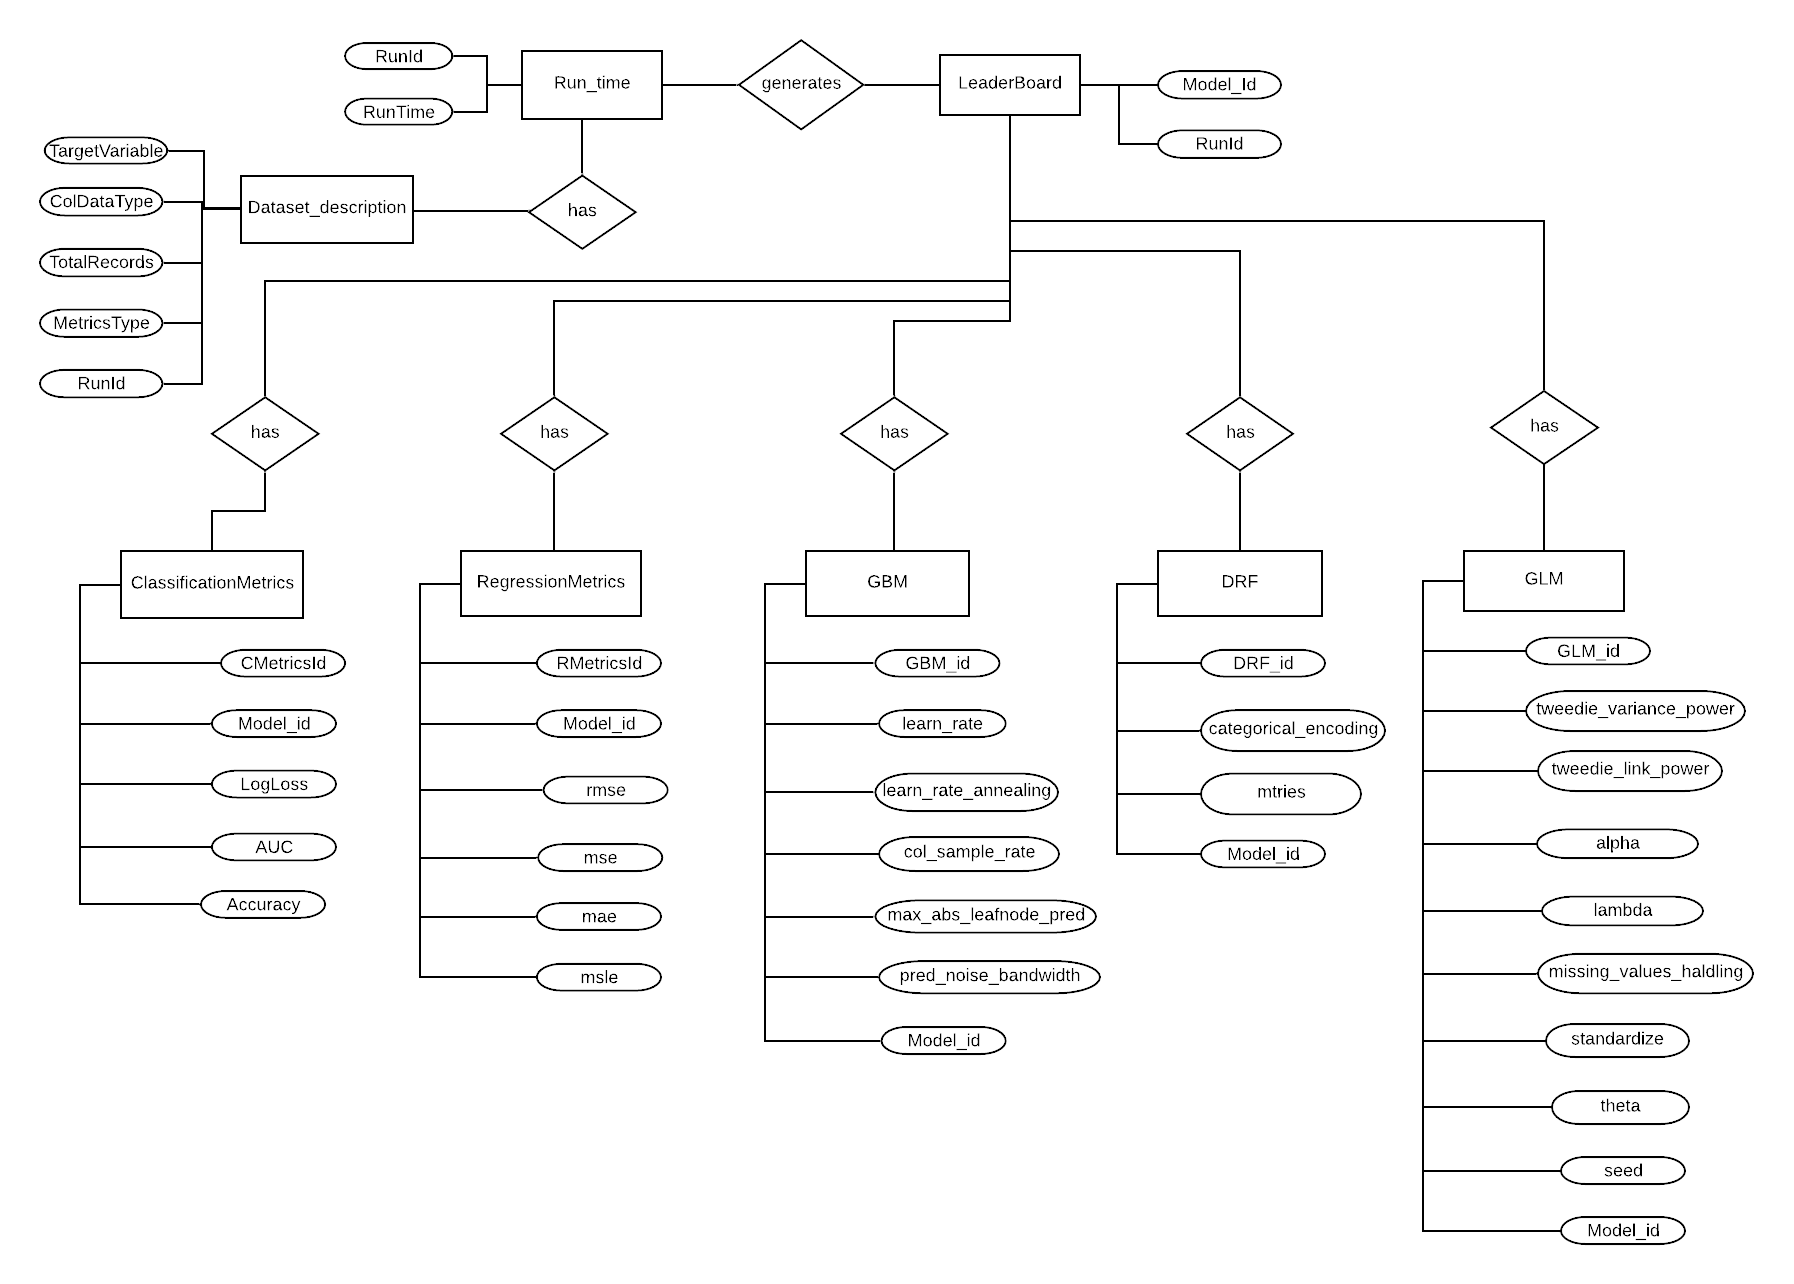 RunId
Run_time
generates
LeaderBoard
Model_Id
RunTime
RunId
TargetVariable
ColDataType
Dataset_description
has
TotalRecords
MetricsType
RunId
has
has
has
has
has
ClassificationMetrics
CMetricsId
Model_id
LogLoss
AUC
Accuracy
RegressionMetrics
RMetricsId
Model_id
rmse
mse
mae
msle
GBM
GBM_id
learn_rate
learn_rate_annealing
col_sample_rate
max_abs_leafnode_pred
pred_noise_bandwidth
Model_id
DRF
DRF_id
categorical_encoding
mtries
Model_id
GLM
GLM_id
tweedie_variance_power
tweedie_link_power
alpha
lambda
missing_values_haldling
standardize
theta
seed
Model_id